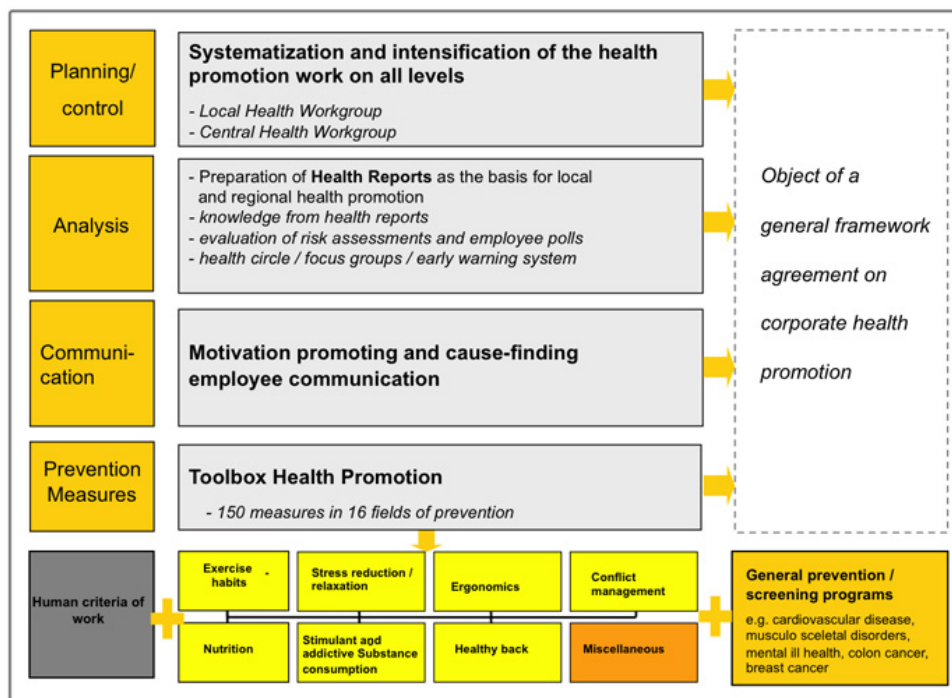 Planning/
control
Systematization and intensification of the health
promotion work on all levels
- Local Health Workgroup
- Central Health Workgroup
Analysis
- Preparation of Health Reports as the basis for local
and regional health promotion
- knowledge from health reports
- evaluation of risk assessments and employee polls
- health circle / focus groups / early warning system
Communi-
cation
Motivation promoting and cause-finding
employee communication
Prevention
Measures
Toolbox Health Promotion
- 150 measures in 16 fields of prevention
Object of a
general framework
agreement on
corporate health
promotion
Human criteria of
work
Exercise -
habits
Stress reduction /
relaxation
Ergonomics
Conflict
management
Nutrition
Stimulant and
addictive Substance
consumption
Healthy back
Miscellaneous
General prevention /
screening programs
e.g. cardiovascular disease,
musculo sceletal disorders,
mental ill health, colon cancer,
breast cancer